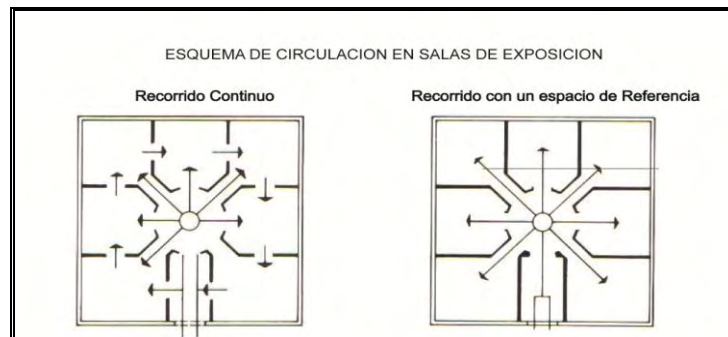 ESQUEMA DE CIRCULACION EN SALAS DE EXPOSICION
Recorrido Continuo
Recorrido con un espacio de Referencia